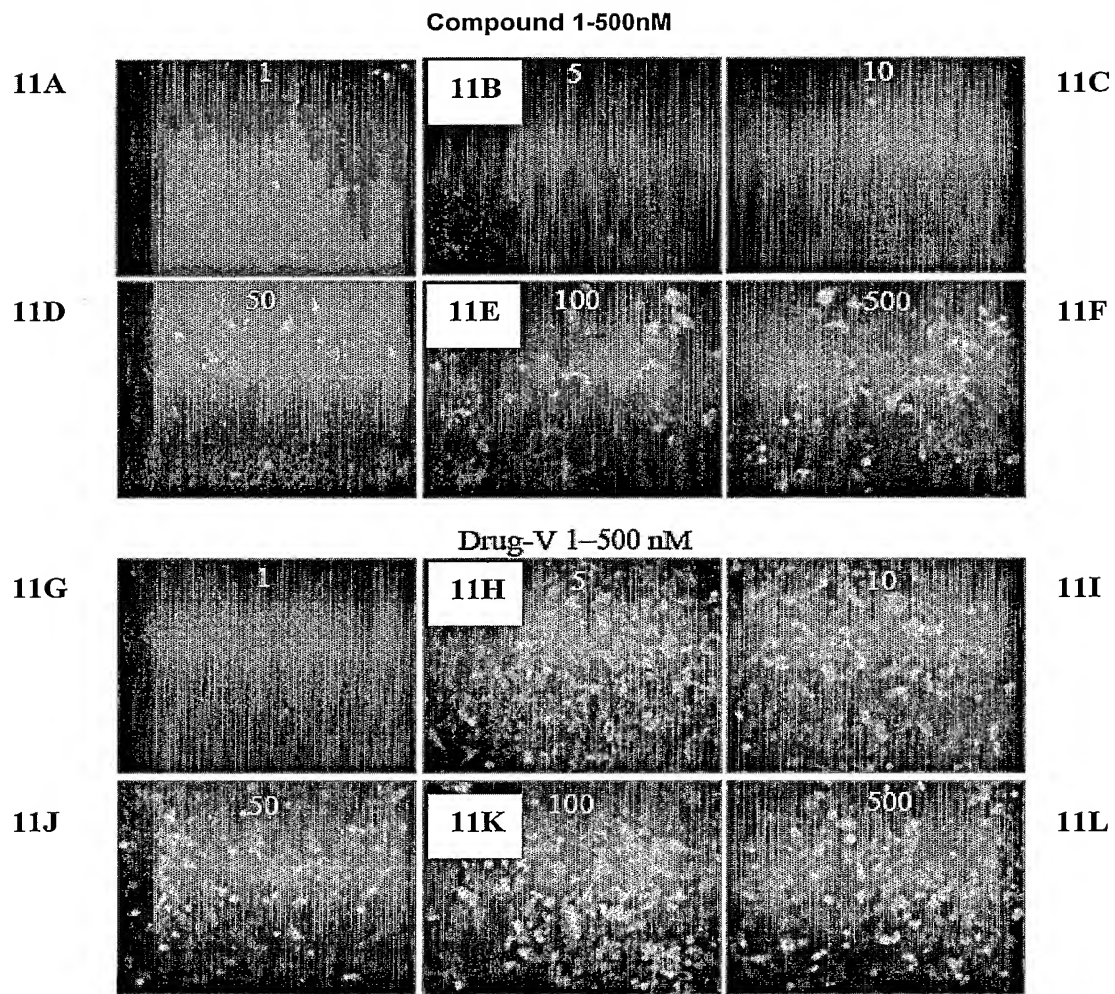 Compound 1-500nM
11A 1 11B 5 10 11C
11D 50 11E 100 500 11F
Drug-V 1–500 nM
11G 1 11H 5 10 11I
11J 50 11K 100 500 11L